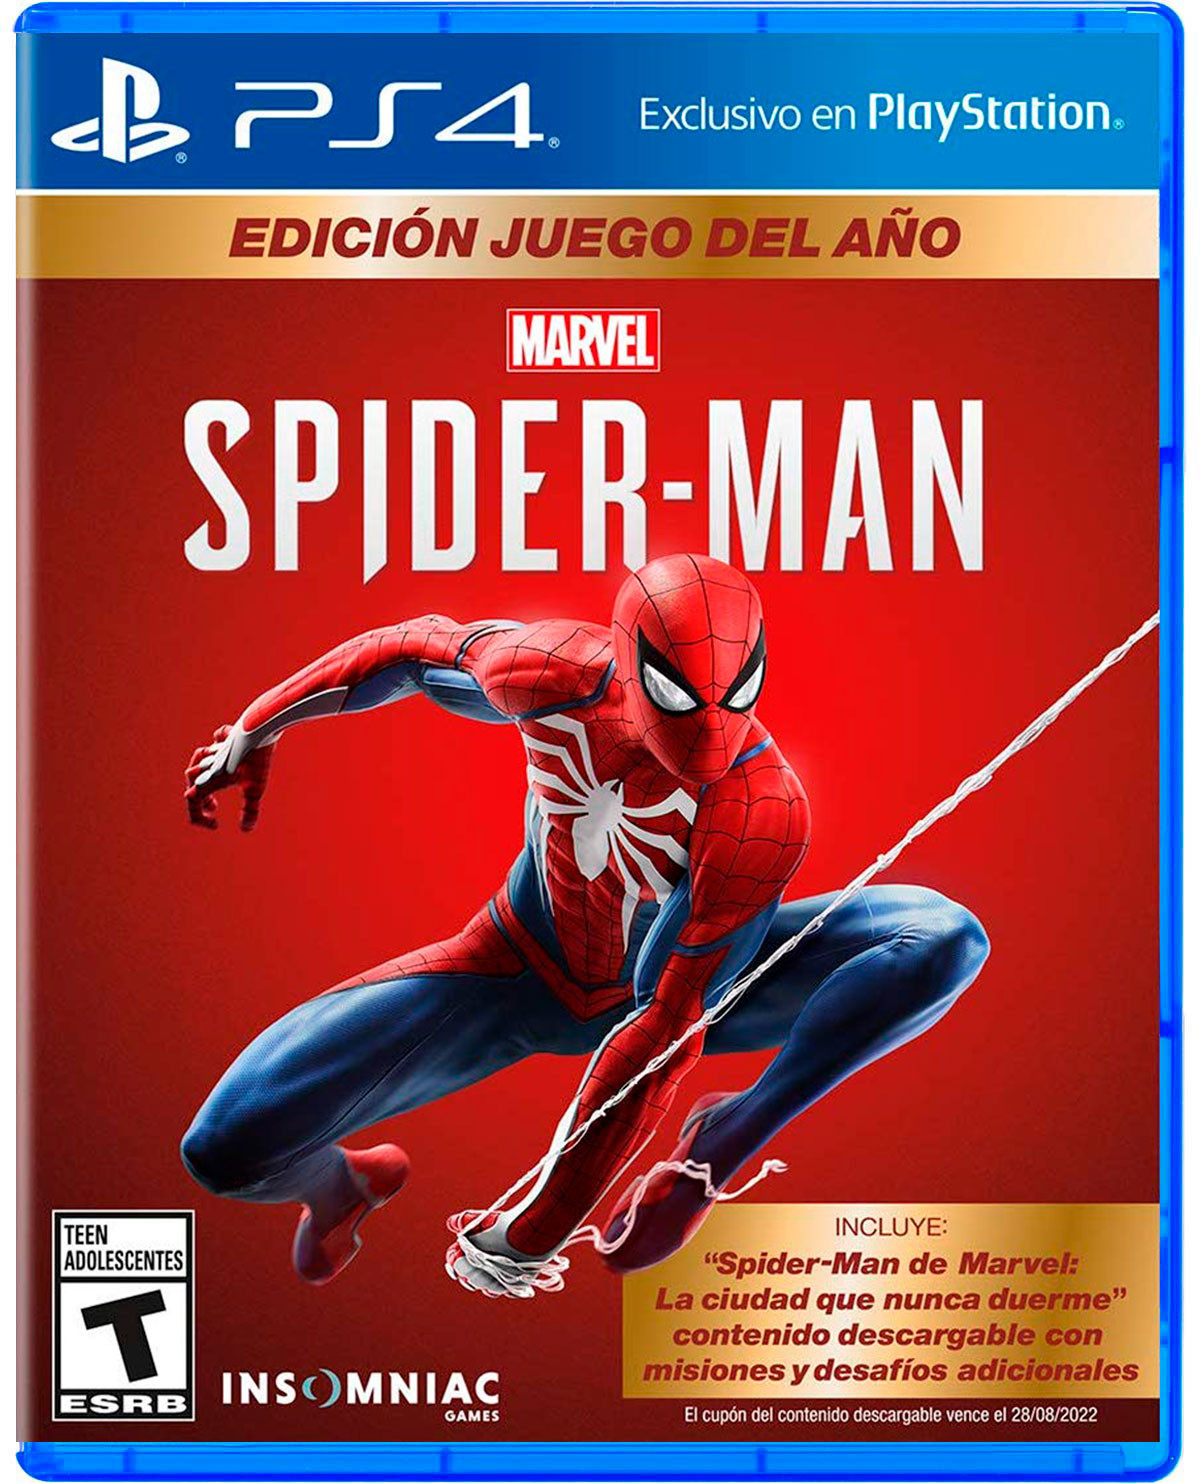 PS4®
Exclusivo en PlayStation®
EDICIÓN JUEGO DEL AÑO
MARVEL
SPIDER-MAN
INCLUYE:
“Spider-Man de Marvel:
La ciudad que nunca duerme”
contenido descargable con
misiones y desafíos adicionales
El cupón del contenido descargable vence el 28/08/2022
TEEN
ADOLESCENTES
T
ESRB
INSOMNIAC
GAMES